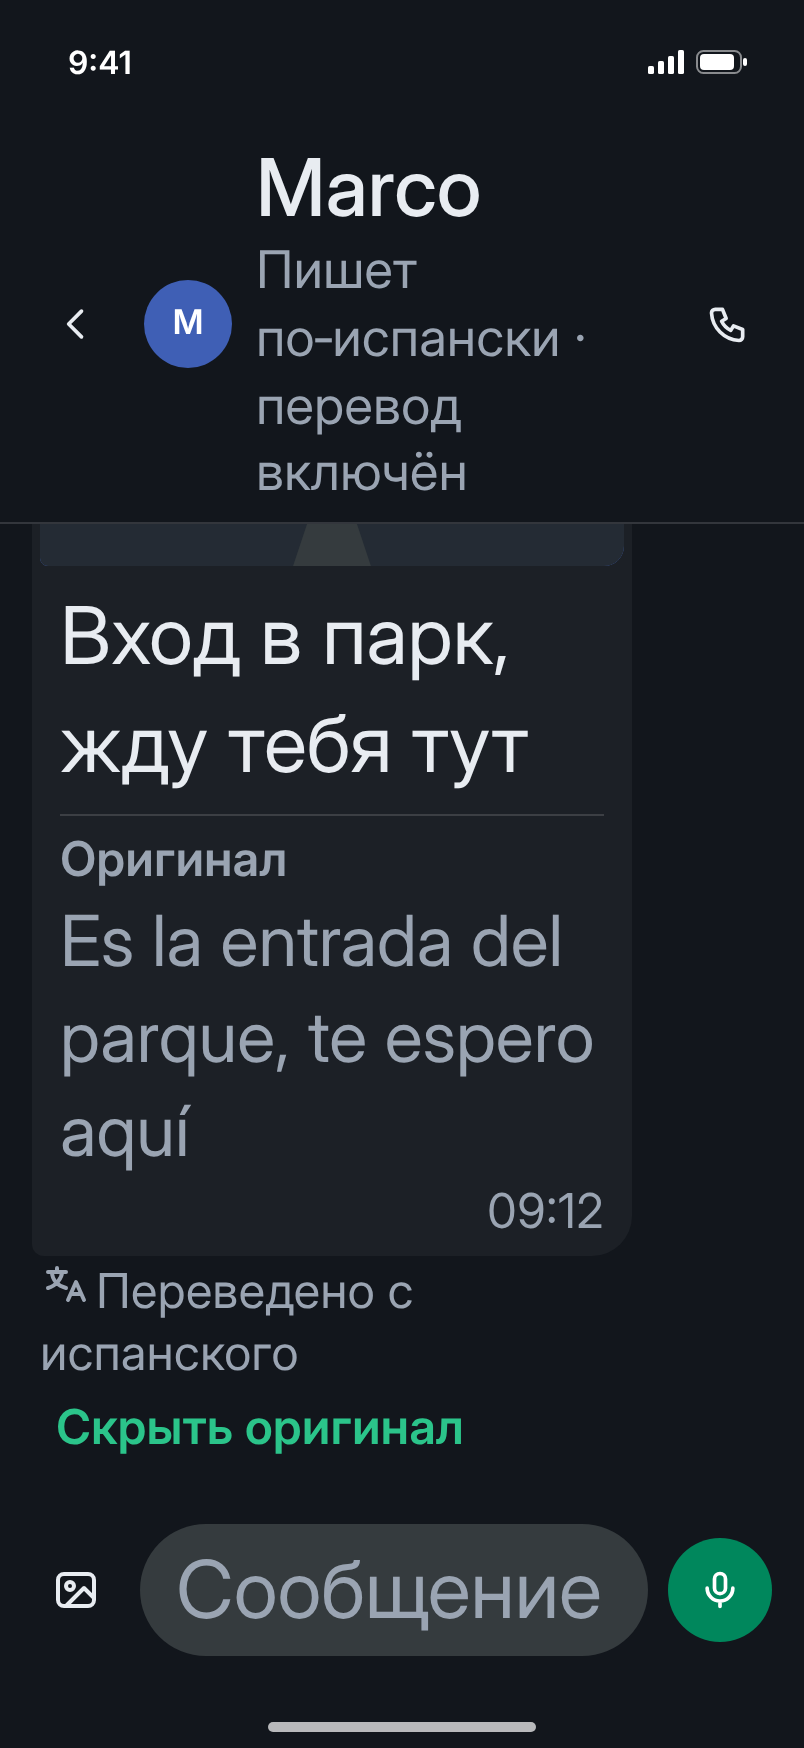 9:41
Marco
Пишет
по-испански ·
перевод
включён
M
Вход в парк,
жду тебя тут
Оригинал
Es la entrada del
parque, te espero
aquí
09:12
Переведено с
испанского
Скрыть оригинал
Сообщение